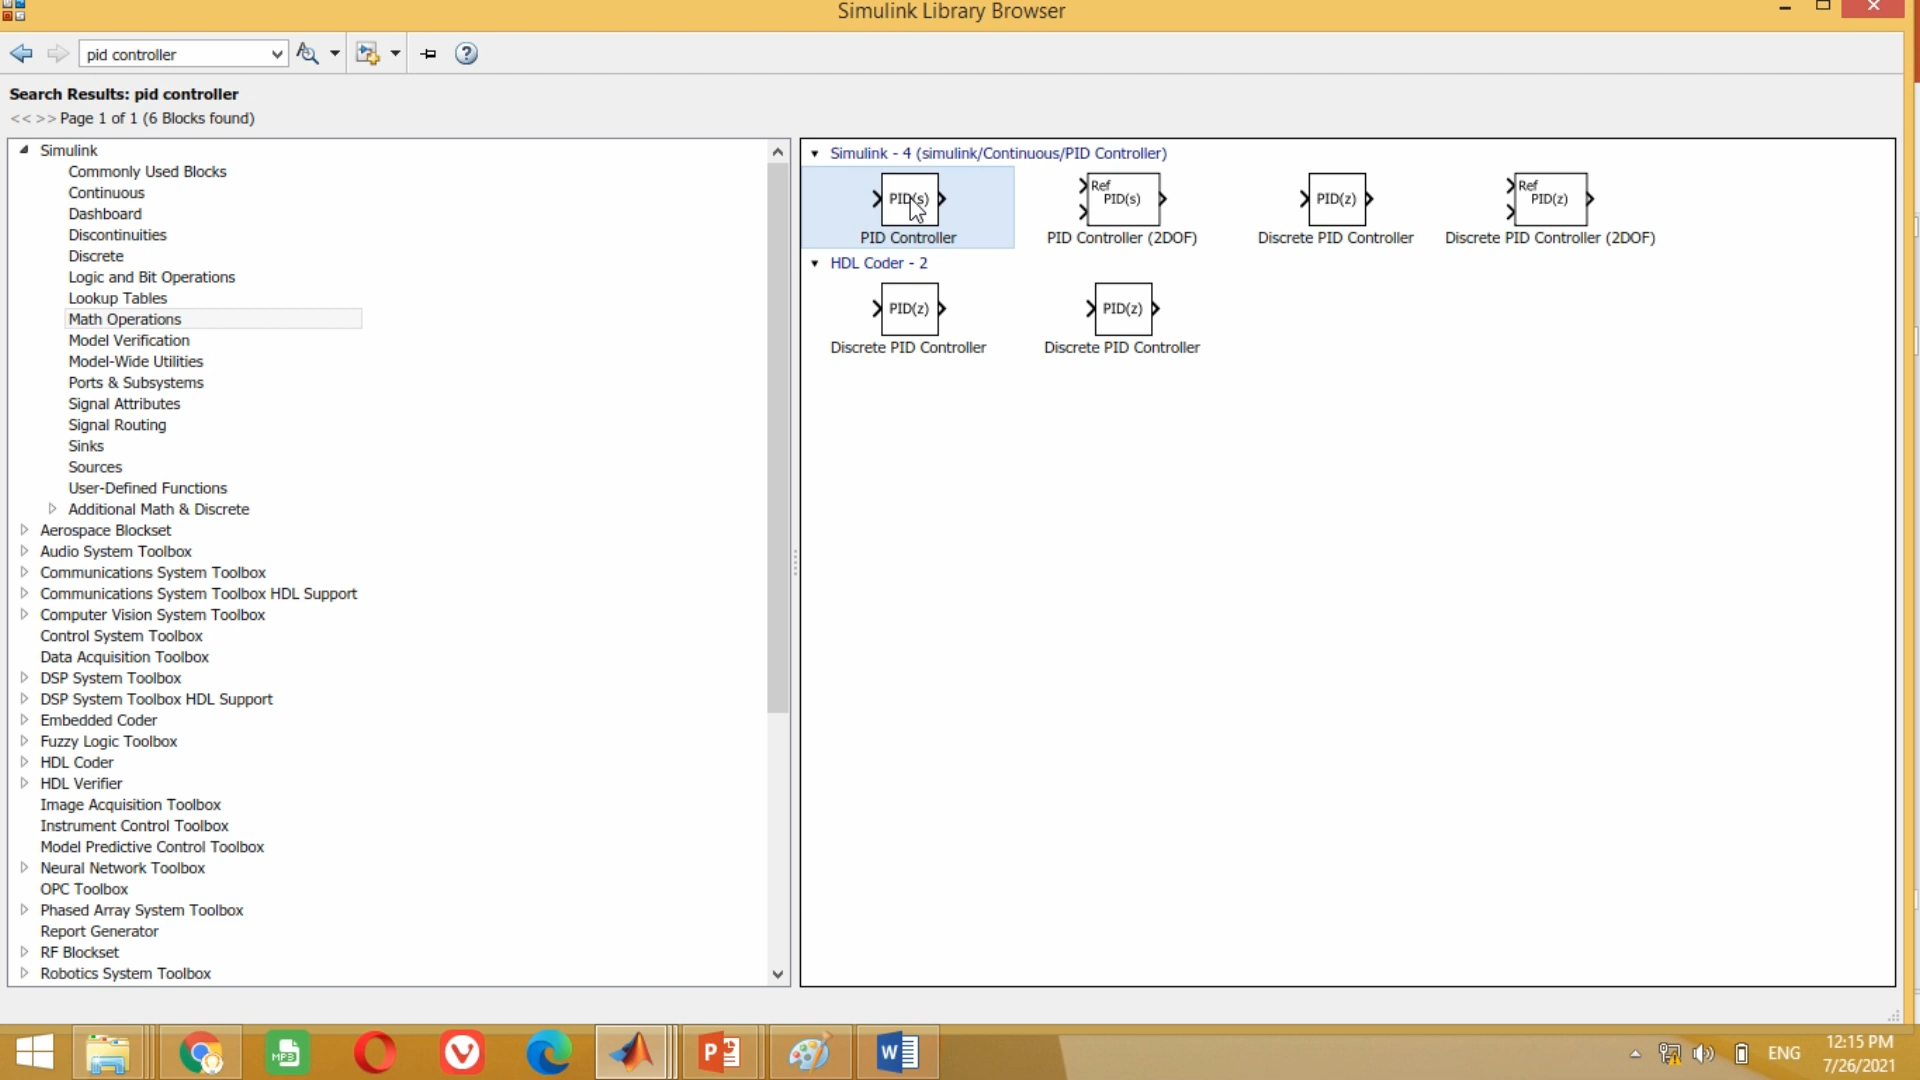 Simulink Library Browser
pid controller
Search Results: pid controller
<< >> Page 1 of 1 (6 Blocks found)
Simulink
Commonly Used Blocks
Continuous
Dashboard
Discontinuities
Discrete
Logic and Bit Operations
Lookup Tables
Math Operations
Model Verification
Model-Wide Utilities
Ports & Subsystems
Signal Attributes
Signal Routing
Sinks
Sources
User-Defined Functions
Additional Math & Discrete
Aerospace Blockset
Audio System Toolbox
Communications System Toolbox
Communications System Toolbox HDL Support
Computer Vision System Toolbox
Control System Toolbox
Data Acquisition Toolbox
DSP System Toolbox
DSP System Toolbox HDL Support
Embedded Coder
Fuzzy Logic Toolbox
HDL Coder
HDL Verifier
Image Acquisition Toolbox
Instrument Control Toolbox
Model Predictive Control Toolbox
Neural Network Toolbox
OPC Toolbox
Phased Array System Toolbox
Report Generator
RF Blockset
Robotics System Toolbox
Simulink - 4 (simulink/Continuous/PID Controller)
PID(s)
PID Controller
Ref
PID(s)
PID Controller (2DOF)
PID(z)
Discrete PID Controller
Ref
PID(z)
Discrete PID Controller (2DOF)
HDL Coder - 2
PID(z)
Discrete PID Controller
PID(z)
Discrete PID Controller
MP3
ENG
12:15 PM
7/26/2021